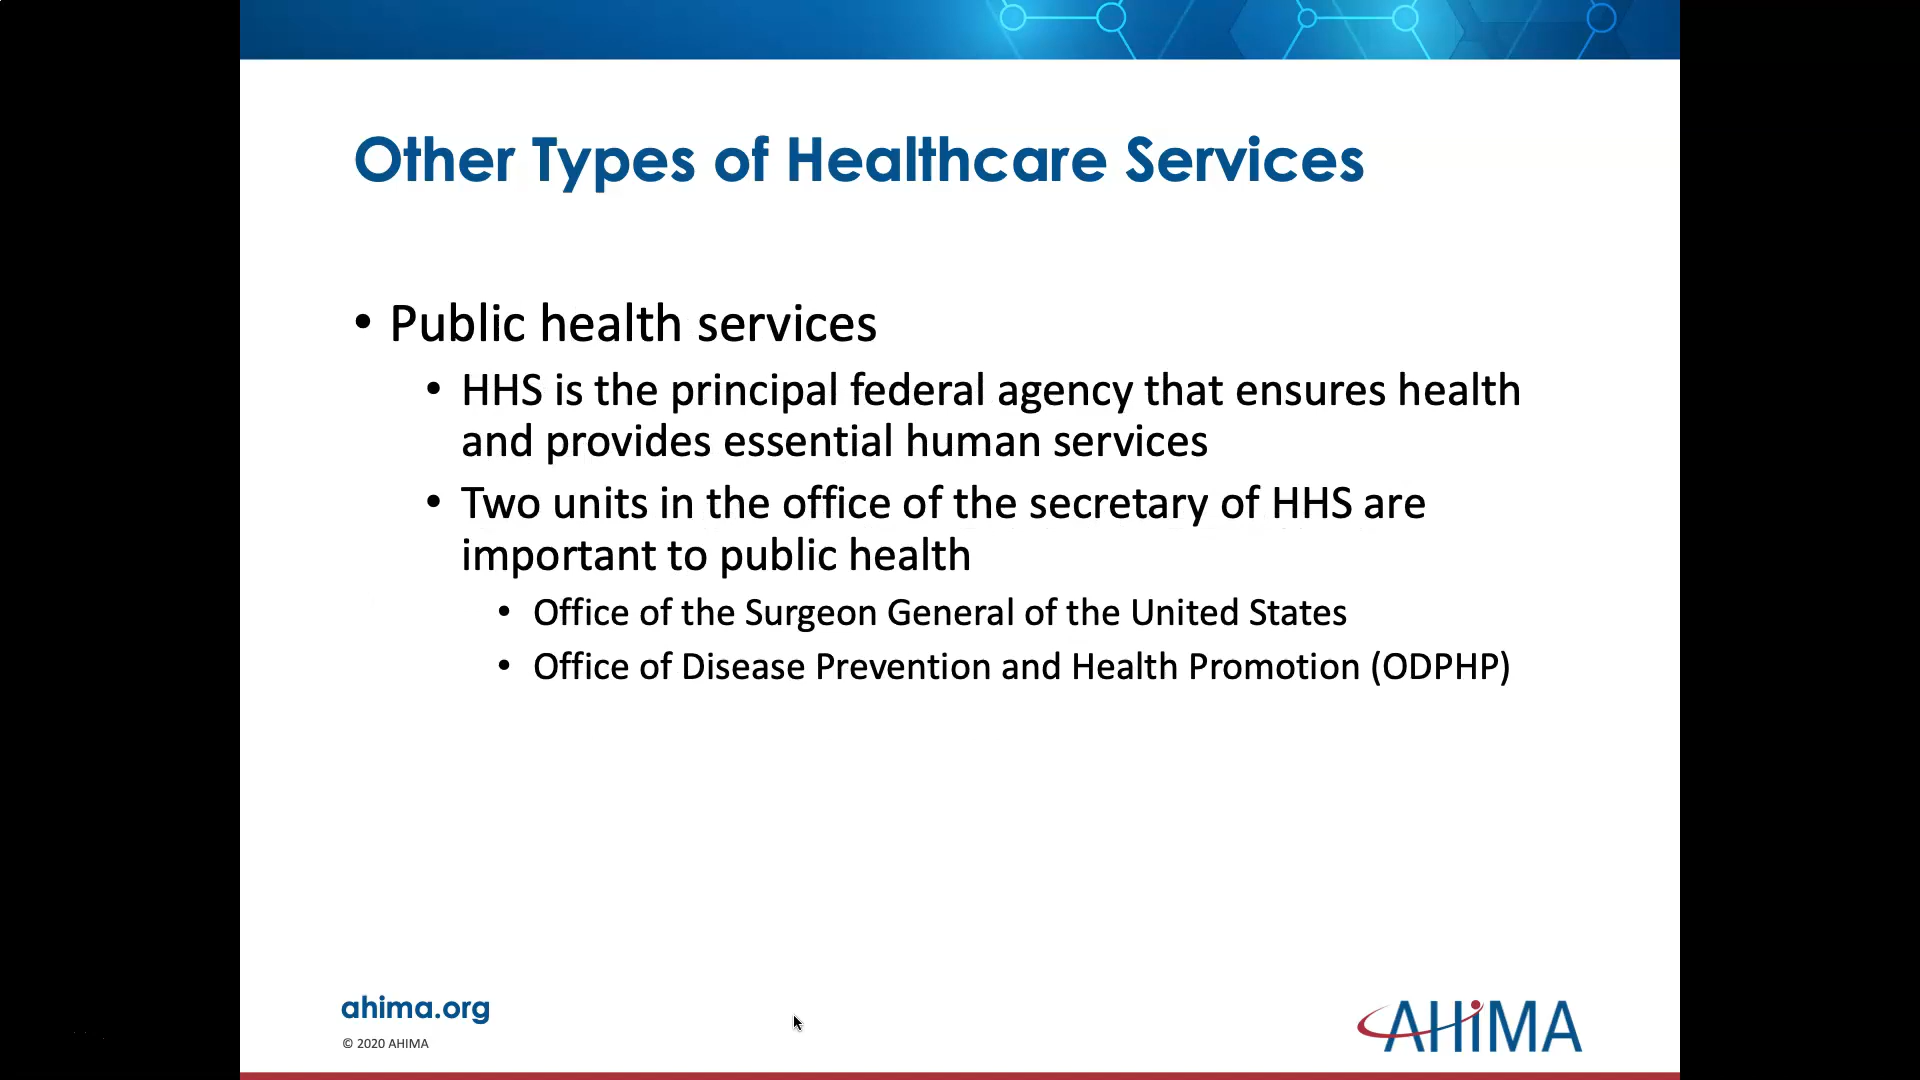 Other Types of Healthcare Services
• Public health services
• HHS is the principal federal agency that ensures health
and provides essential human services
• Two units in the office of the secretary of HHS are
important to public health
• Office of the Surgeon General of the United States
• Office of Disease Prevention and Health Promotion (ODPHP)
ahima.org
© 2020 AHIMA
AHiMA